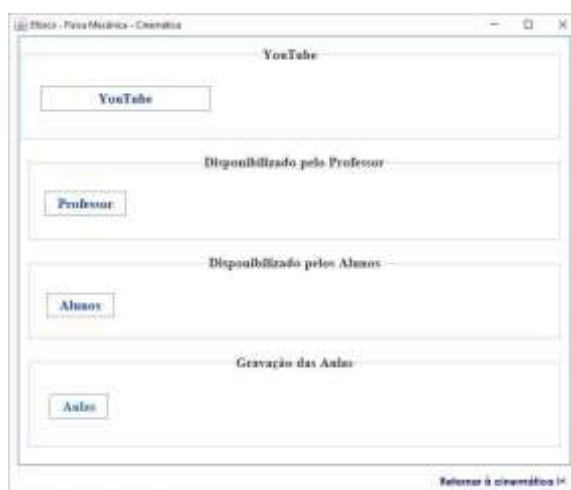 Física Mecânica - Cinemática
YouTube
YouTube
Disponibilizado pelo Professor
Professor
Disponibilizado pelos Alunos
Alunos
Gravação das Aulas
Aulas
Retornar à cinemática